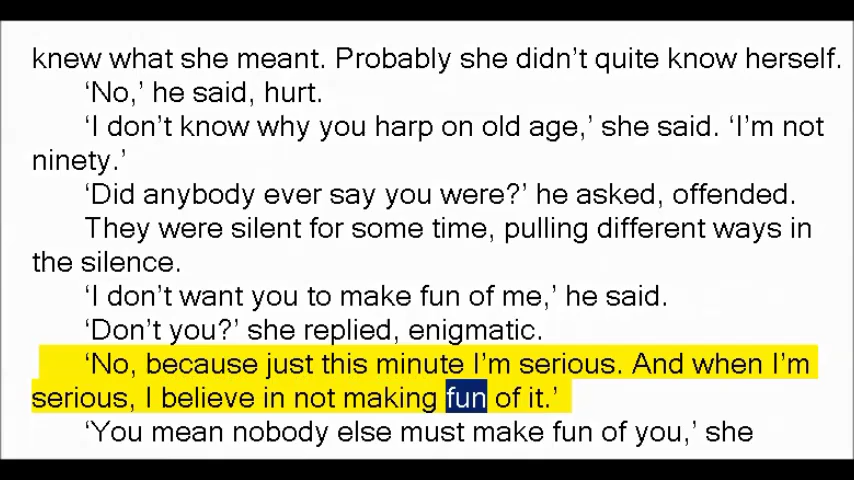 knew what she meant. Probably she didn’t quite know herself.
‘No,’ he said, hurt.
‘I don’t know why you harp on old age,’ she said. ‘I’m not
ninety.’
‘Did anybody ever say you were?’ he asked, offended.
They were silent for some time, pulling different ways in
the silence.
‘I don’t want you to make fun of me,’ he said.
‘Don’t you?’ she replied, enigmatic.
‘No, because just this minute I’m serious. And when I’m
serious, I believe in not making fun of it.’
‘You mean nobody else must make fun of you,’ she